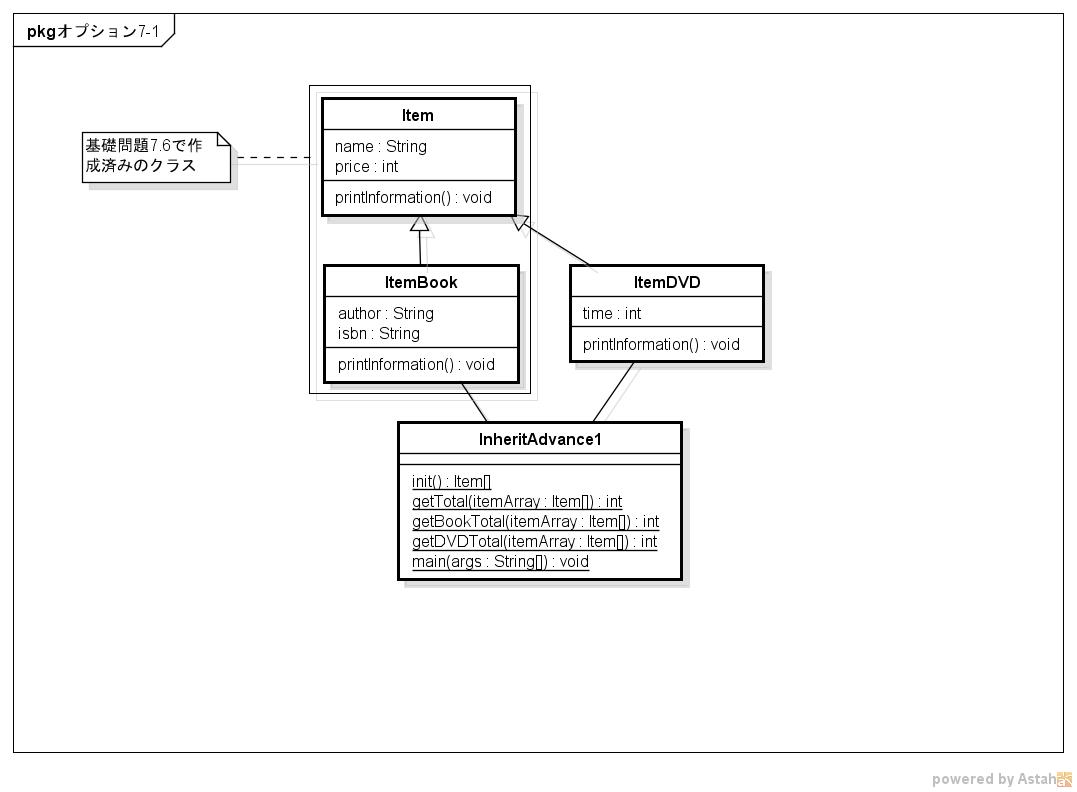 pkgオプション7-1
基礎問題7.6で作
成済みのクラス
Item
name : String
price : int
printInformation() : void
ItemBook
author : String
isbn : String
printInformation() : void
ItemDVD
time : int
printInformation() : void
InheritAdvance1
init() : Item[]
getTotal(itemArray : Item[]) : int
getBookTotal(itemArray : Item[]) : int
getDVDTotal(itemArray : Item[]) : int
main(args : String[]) : void
powered by Astah